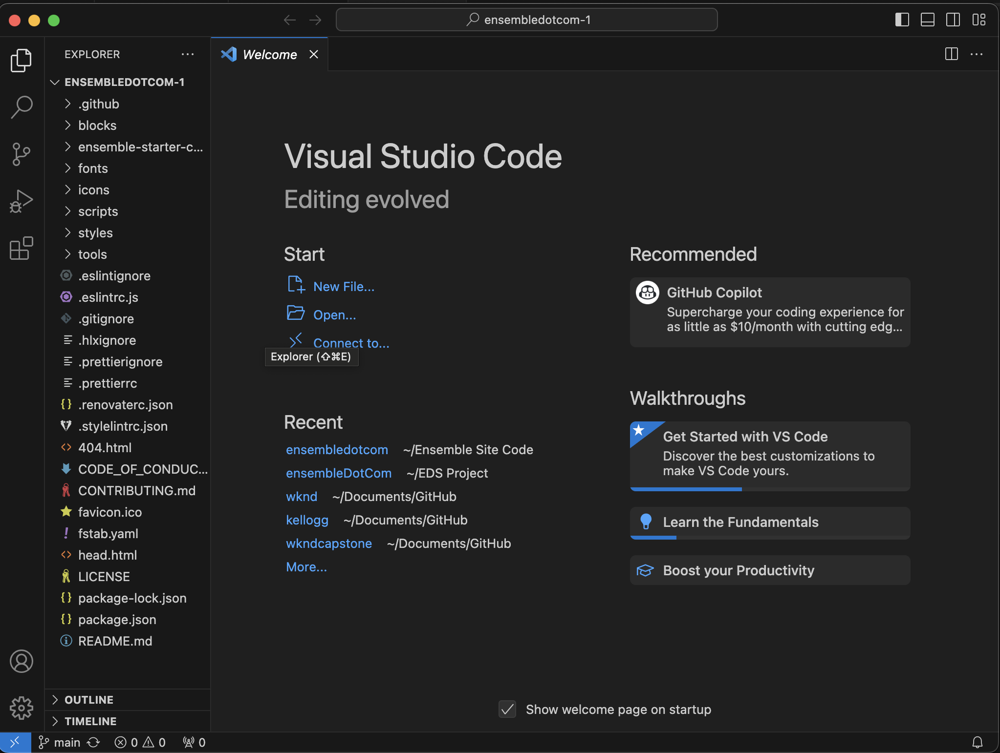 ensembledotcom-1
EXPLORER
Welcome
ENSEMBLEDOTCOM-1
.github
blocks
ensemble-starter-c...
fonts
icons
scripts
styles
tools
.eslintignore
.eslintrc.js
.gitignore
.hlxignore
.prettierignore
.prettierrc
.renovaterc.json
.stylelintrc.json
404.html
CODE_OF_CONDUC...
CONTRIBUTING.md
favicon.ico
fstab.yaml
head.html
LICENSE
package-lock.json
package.json
README.md
OUTLINE
TIMELINE
Visual Studio Code
Editing evolved
Start
New File...
Open...
Connect to...
Explorer (⇧⌘E)
Recent
ensembledotcom ~/Ensemble Site Code
ensembleDotCom ~/EDS Project
wknd ~/Documents/GitHub
kellogg ~/Documents/GitHub
wkndcapstone ~/Documents/GitHub
More...
Recommended
GitHub Copilot
Supercharge your coding experience for
as little as $10/month with cutting edg...
Walkthroughs
Get Started with VS Code
Discover the best customizations to
make VS Code yours.
Learn the Fundamentals
Boost your Productivity
Show welcome page on startup
main 0 0 0